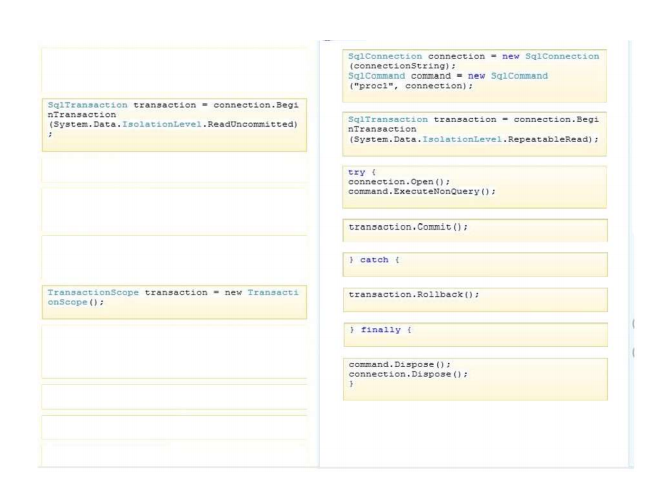 SqlTransaction transaction = connection.Begi
nTransaction
(System.Data.IsolationLevel.ReadUncommitted)
;
TransactionScope transaction = new Transacti
onScope();
SqlConnection connection = new SqlConnection
(connectionString);
SqlCommand command = new SqlCommand
("proc1", connection);
SqlTransaction transaction = connection.Begi
nTransaction
(System.Data.IsolationLevel.RepeatableRead);
try {
connection.Open();
command.ExecuteNonQuery();
transaction.Commit();
} catch {
transaction.Rollback();
} finally {
command.Dispose();
connection.Dispose();
}